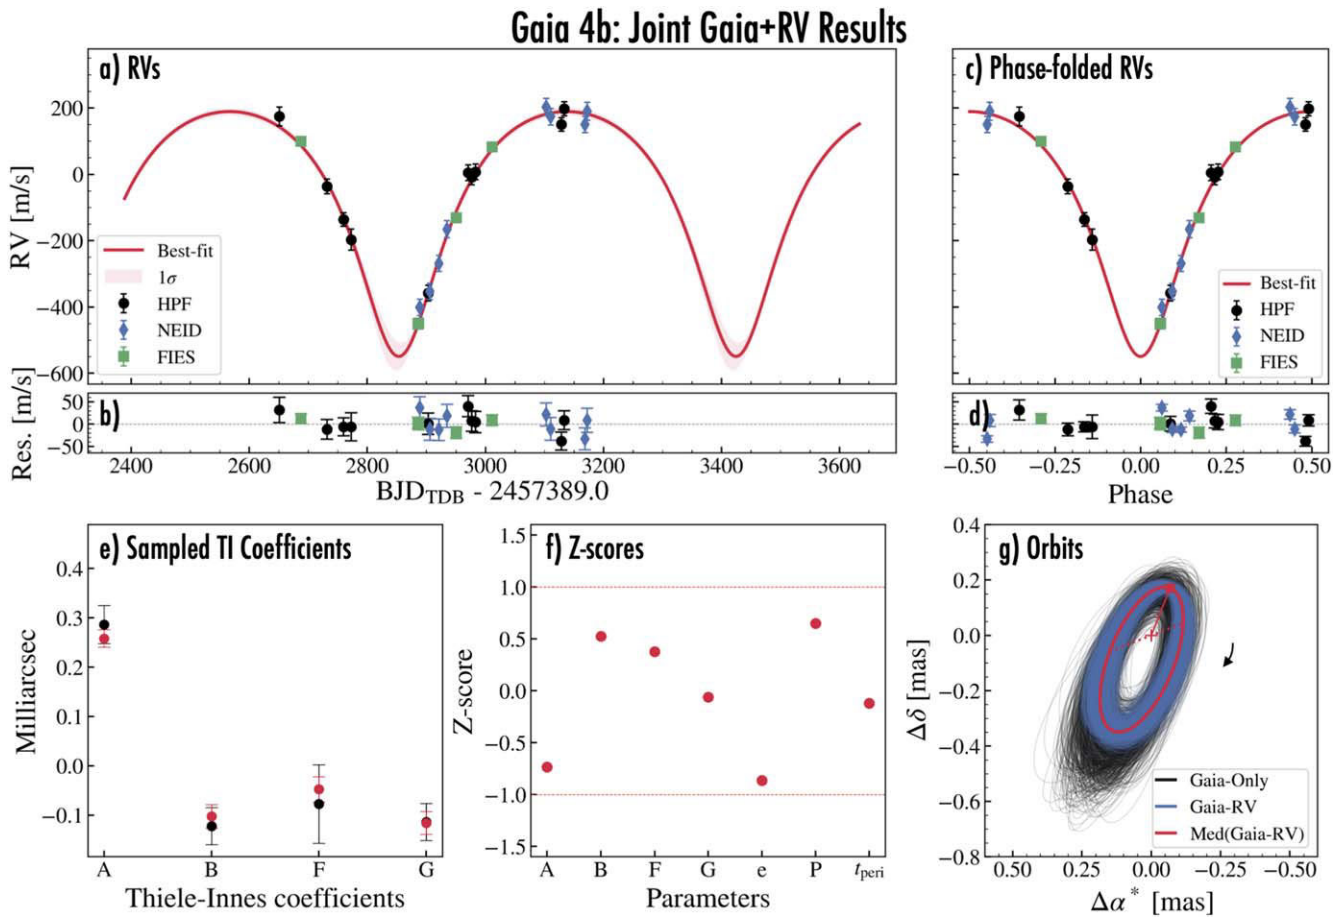 Gaia 4b: Joint Gaia+RV Results
a) RVs
RV [m/s]
200
0
−200
−400
−600
Best-fit
1σ
HPF
NEID
FIES
b)
Res. [m/s]
50
0
−50
2400 2600 2800 3000 3200 3400 3600
BJD_TDB - 2457389.0
c) Phase-folded RVs
Best-fit
HPF
NEID
FIES
d)
−0.50 −0.25 0.00 0.25 0.50
Phase
e) Sampled TI Coefficients
Milliarcsec
0.4
0.3
0.2
0.1
0.0
−0.1
A B F G
Thiele-Innes coefficients
f) Z-scores
Z-score
1.5
1.0
0.5
0.0
−0.5
−1.0
−1.5
A B F G e P t_peri
Parameters
g) Orbits
Δδ [mas]
0.4
0.2
0.0
−0.2
−0.4
−0.6
−0.8
Gaia-Only
Gaia-RV
Med(Gaia-RV)
0.50 0.25 0.00 −0.25 −0.50
Δα* [mas]